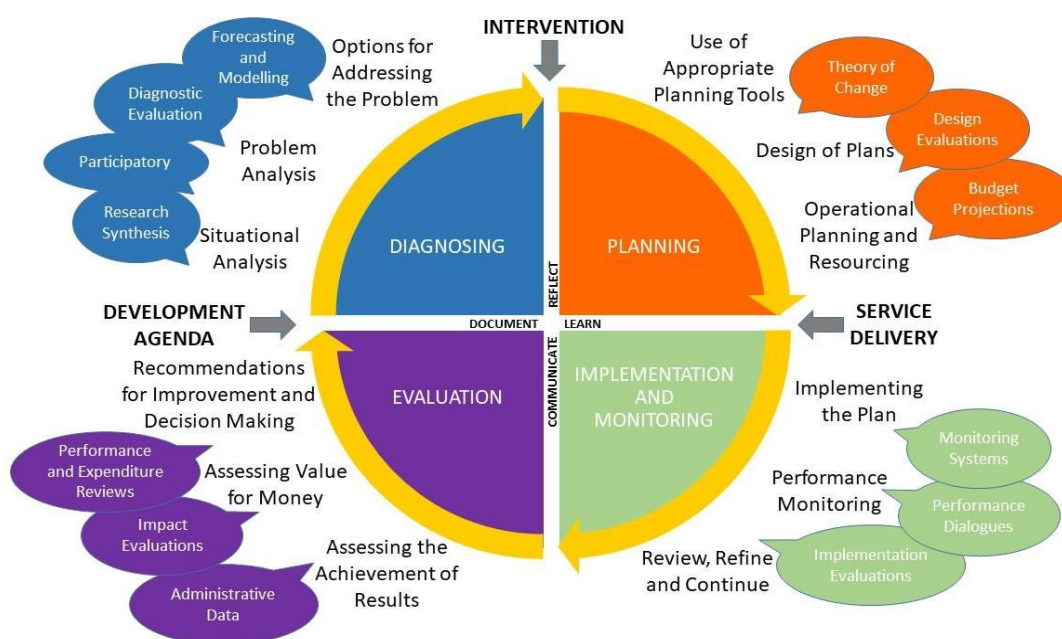 INTERVENTION
Forecasting
and
Modelling
Options for
Addressing
the Problem
Diagnostic
Evaluation
Participatory
Problem
Analysis
Research
Synthesis
Situational
Analysis
DIAGNOSING
Use of
Appropriate
Planning Tools
Theory of
Change
Design of Plans
Design
Evaluations
Budget
Projections
Operational
Planning and
Resourcing
PLANNING
REFLECT
DEVELOPMENT
AGENDA
DOCUMENT
LEARN
SERVICE
DELIVERY
COMMUNICATE
IMPLEMENTATION
AND
MONITORING
Implementing
the Plan
Monitoring
Systems
Performance
Monitoring
Performance
Dialogues
Review, Refine
and Continue
Implementation
Evaluations
EVALUATION
Recommendations
for Improvement and
Decision Making
Performance
and Expenditure
Reviews
Assessing Value
for Money
Impact
Evaluations
Assessing the
Achievement of
Results
Administrative
Data